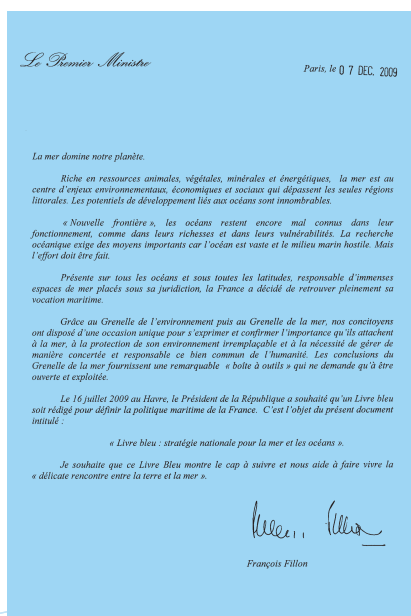 Le Premier Ministre
Paris, le 0 7 DEC. 2009
La mer domine notre planète.
Riche en ressources animales, végétales, minérales et énergétiques, la mer est au
centre d'enjeux environnementaux, économiques et sociaux qui dépassent les seules régions
littorales. Les potentiels de développement liés aux océans sont innombrables.
« Nouvelle frontière », les océans restent encore mal connus dans leur
fonctionnement, comme dans leurs richesses et dans leurs vulnérabilités. La recherche
océanique exige des moyens importants car l'océan est vaste et le milieu marin hostile. Mais
l'effort doit être fait.
Présente sur tous les océans et sous toutes les latitudes, responsable d'immenses
espaces de mer placés sous sa juridiction, la France a décidé de retrouver pleinement sa
vocation maritime.
Grâce au Grenelle de l'environnement puis au Grenelle de la mer, nos concitoyens
ont disposé d'une occasion unique pour s'exprimer et confirmer l'importance qu'ils attachent
à la mer, à la protection de son environnement irremplaçable et à la nécessité de gérer de
manière concertée et responsable ce bien commun de l'humanité. Les conclusions du
Grenelle de la mer fournissent une remarquable « boîte à outils » qui ne demande qu'à être
ouverte et exploitée.
Le 16 juillet 2009 au Havre, le Président de la République a souhaité qu'un Livre bleu
soit rédigé pour définir la politique maritime de la France. C'est l'objet du présent document
intitulé :
« Livre bleu : stratégie nationale pour la mer et les océans ».
Je souhaite que ce Livre Bleu montre le cap à suivre et nous aide à faire vivre la
« délicate rencontre entre la terre et la mer ».
François Fillon